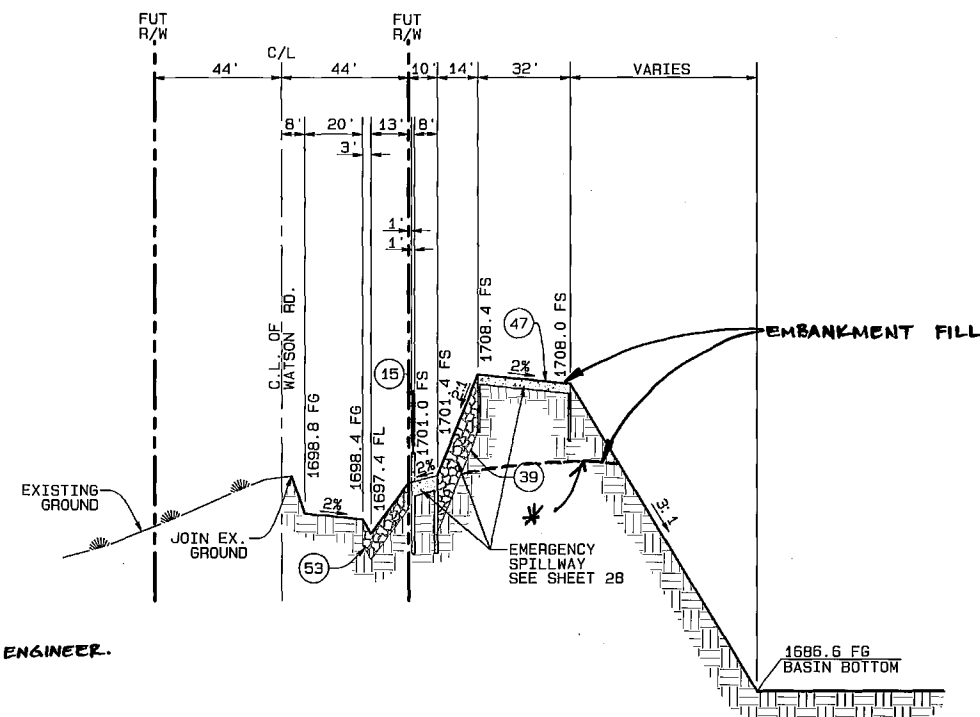 FUT
R/W
FUT
R/W
C/L
44'
44'
10'
14'
32'
VARIES
8'
20'
13'
8'
3'
1'
1'
C.L. OF
WATSON RD.
1698.8 FG
1698.4 FG
1697.4 FL
15
1701.0 FS
1701.4 FS
2:1
1708.4 FS
47
1708.0 FS
2%
EMBANKMENT FILL
2%
2%
39
*
3:1
EXISTING
GROUND
JOIN EX.
GROUND
53
EMERGENCY
SPILLWAY
SEE SHEET 28
ENGINEER.
1686.6 FG
BASIN BOTTOM